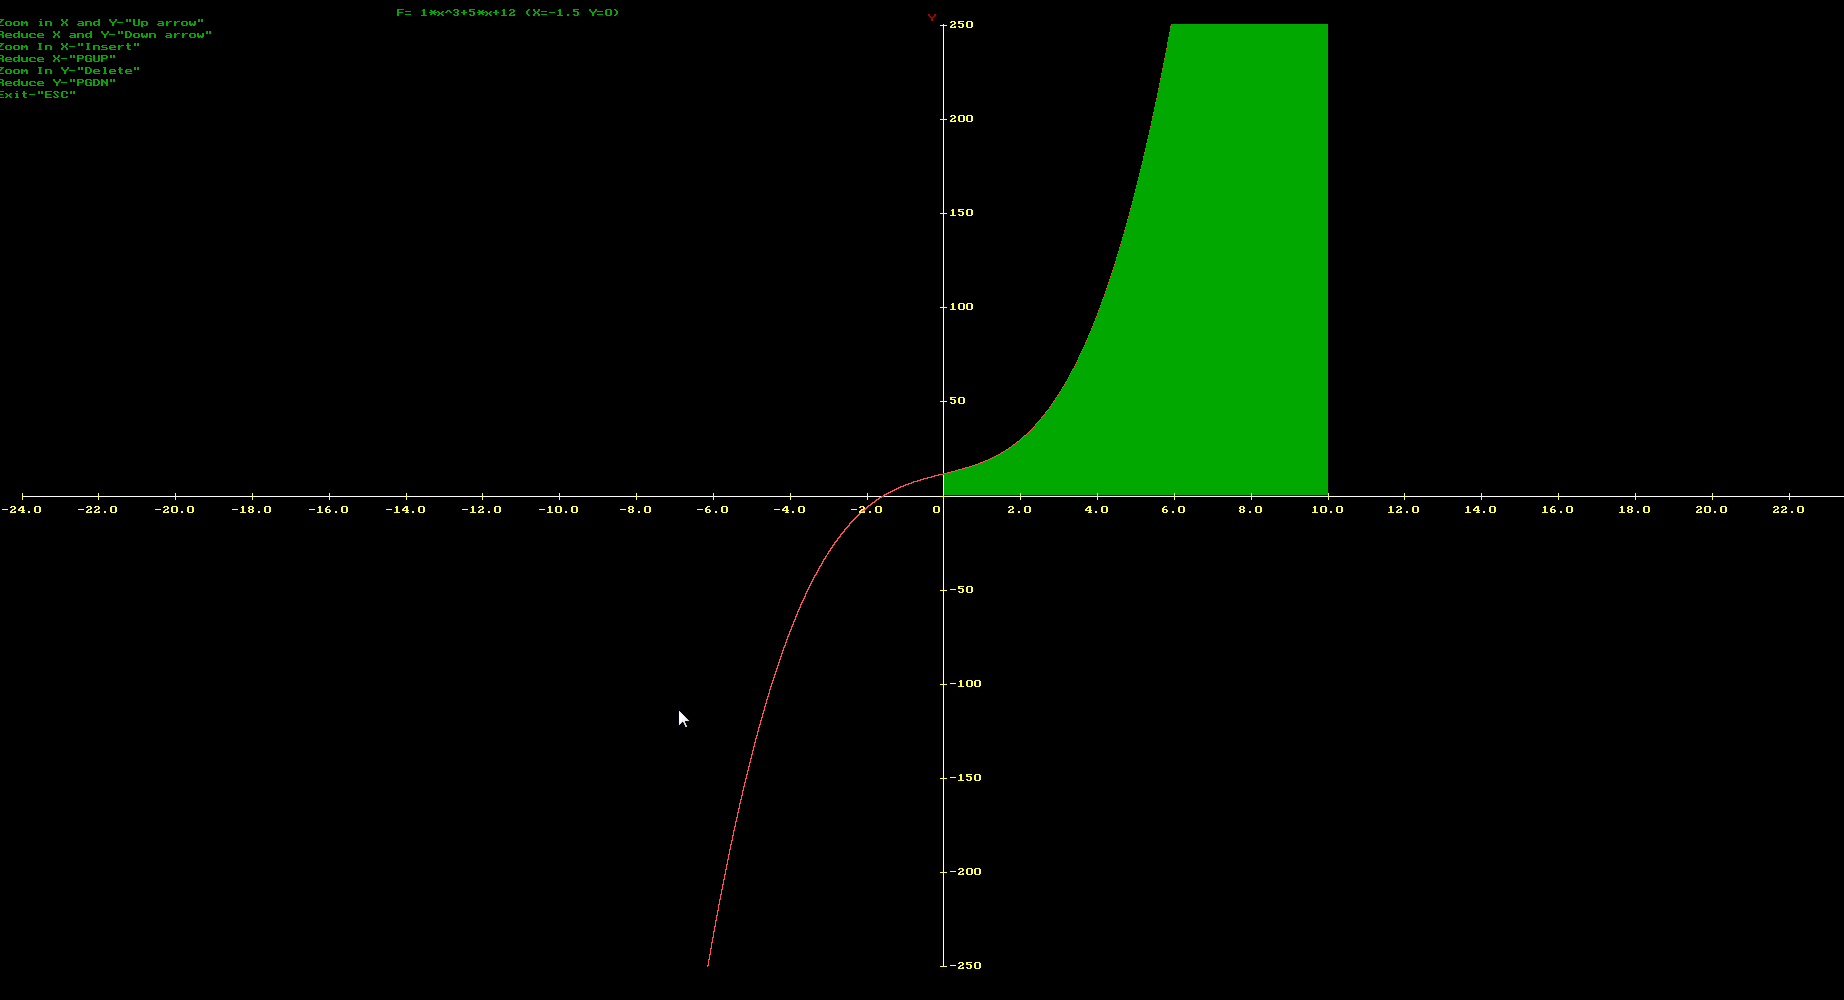 F= 1*x^3+5*x+12 (X=-1.5 Y=0)
Y
Zoom in X and Y-"Up arrow"
Reduce X and Y-"Down arrow"
Zoom In X-"Insert"
Reduce X-"PGUP"
Zoom In Y-"Delete"
Reduce Y-"PGDN"
Exit-"ESC"
250
200
150
100
50
-24.0 -22.0 -20.0 -18.0 -16.0 -14.0 -12.0 -10.0 -8.0 -6.0 -4.0 -2.0 0 2.0 4.0 6.0 8.0 10.0 12.0 14.0 16.0 18.0 20.0 22.0
-50
-100
-150
-200
-250